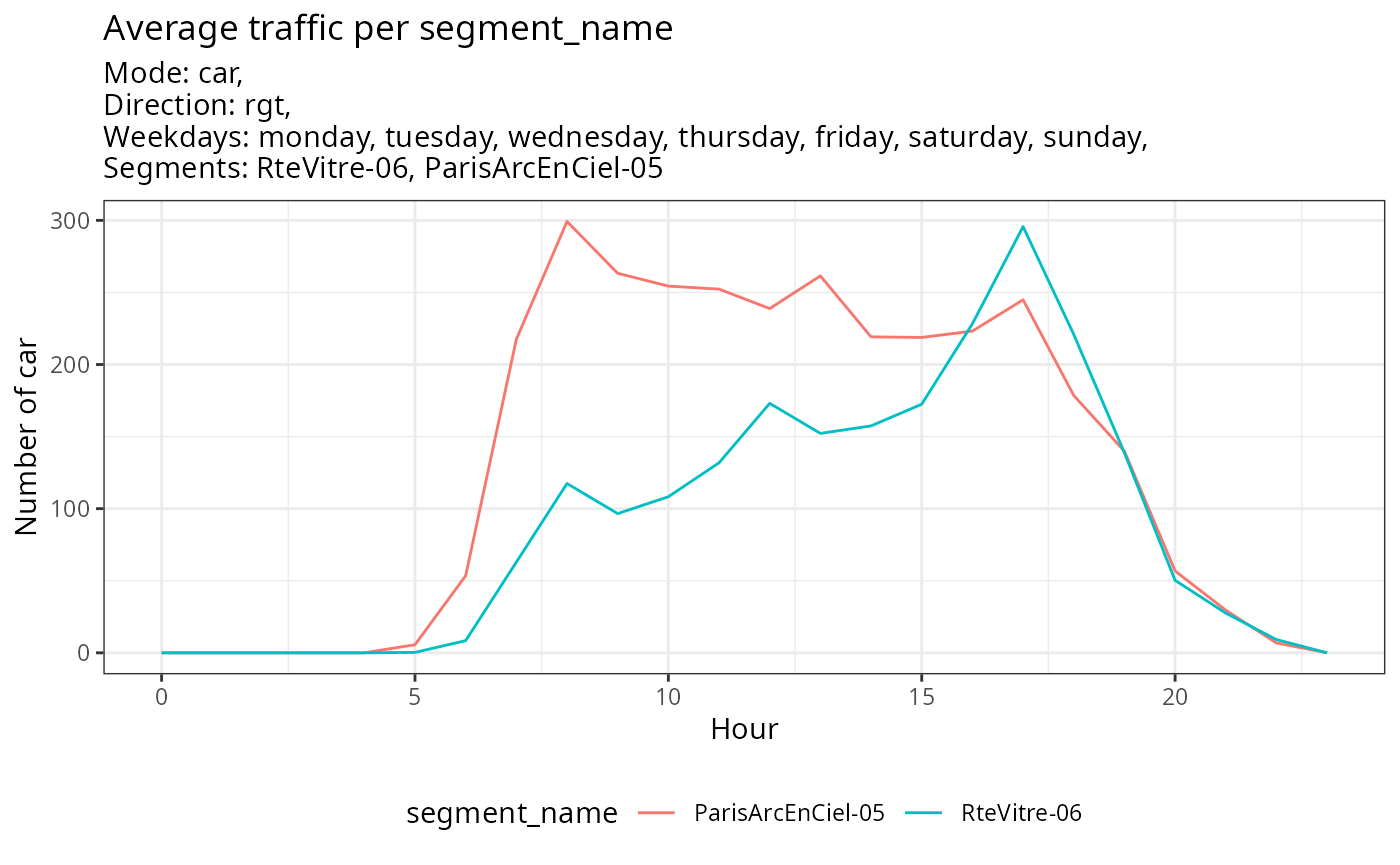 Average traffic per segment_name
Mode: car,
Direction: rgt,
Weekdays: monday, tuesday, wednesday, thursday, friday, saturday, sunday,
Segments: RteVitre-06, ParisArcEnCiel-05
300
200
100
0
Number of car
0 5 10 15 20
Hour
segment_name ParisArcEnCiel-05 RteVitre-06